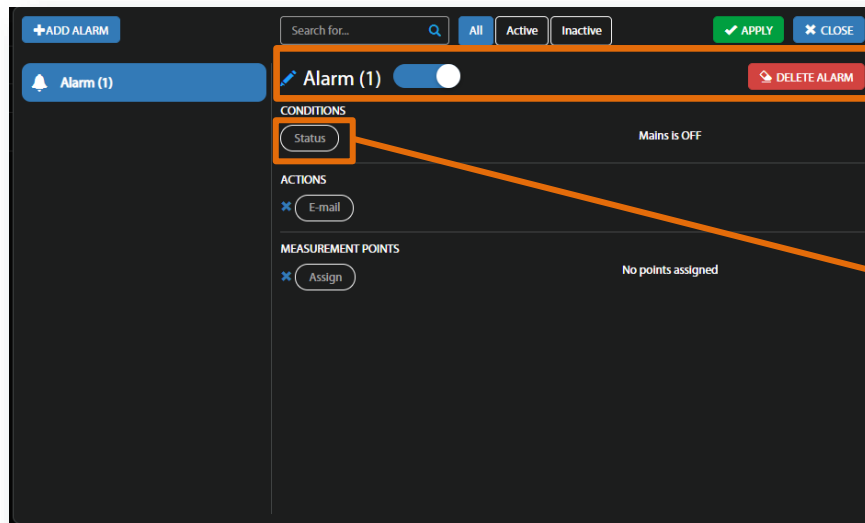 +ADD ALARM
Search for...
All
Active
Inactive
APPLY
CLOSE
Alarm (1)
Alarm (1)
DELETE ALARM
CONDITIONS
Status
Mains is OFF
ACTIONS
E-mail
MEASUREMENT POINTS
Assign
No points assigned